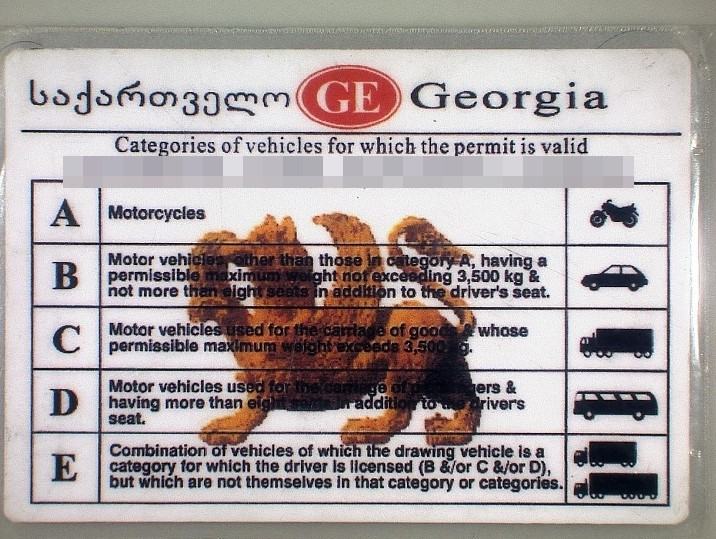 საქართველო GE Georgia
Categories of vehicles for which the permit is valid
A Motorcycles
B Motor vehicles, other than those in category A, having a
permissible maximum weight not exceeding 3,500 kg &
not more than eight seats in addition to the driver's seat.
C Motor vehicles used for the carriage of goods & whose
permissible maximum weight exceeds 3,500 kg.
D Motor vehicles used for the carriage of passengers &
having more than eight seats in addition to the driver's
seat.
E Combination of vehicles of which the drawing vehicle is a
category for which the driver is licensed (B &/or C &/or D),
but which are not themselves in that category or categories.